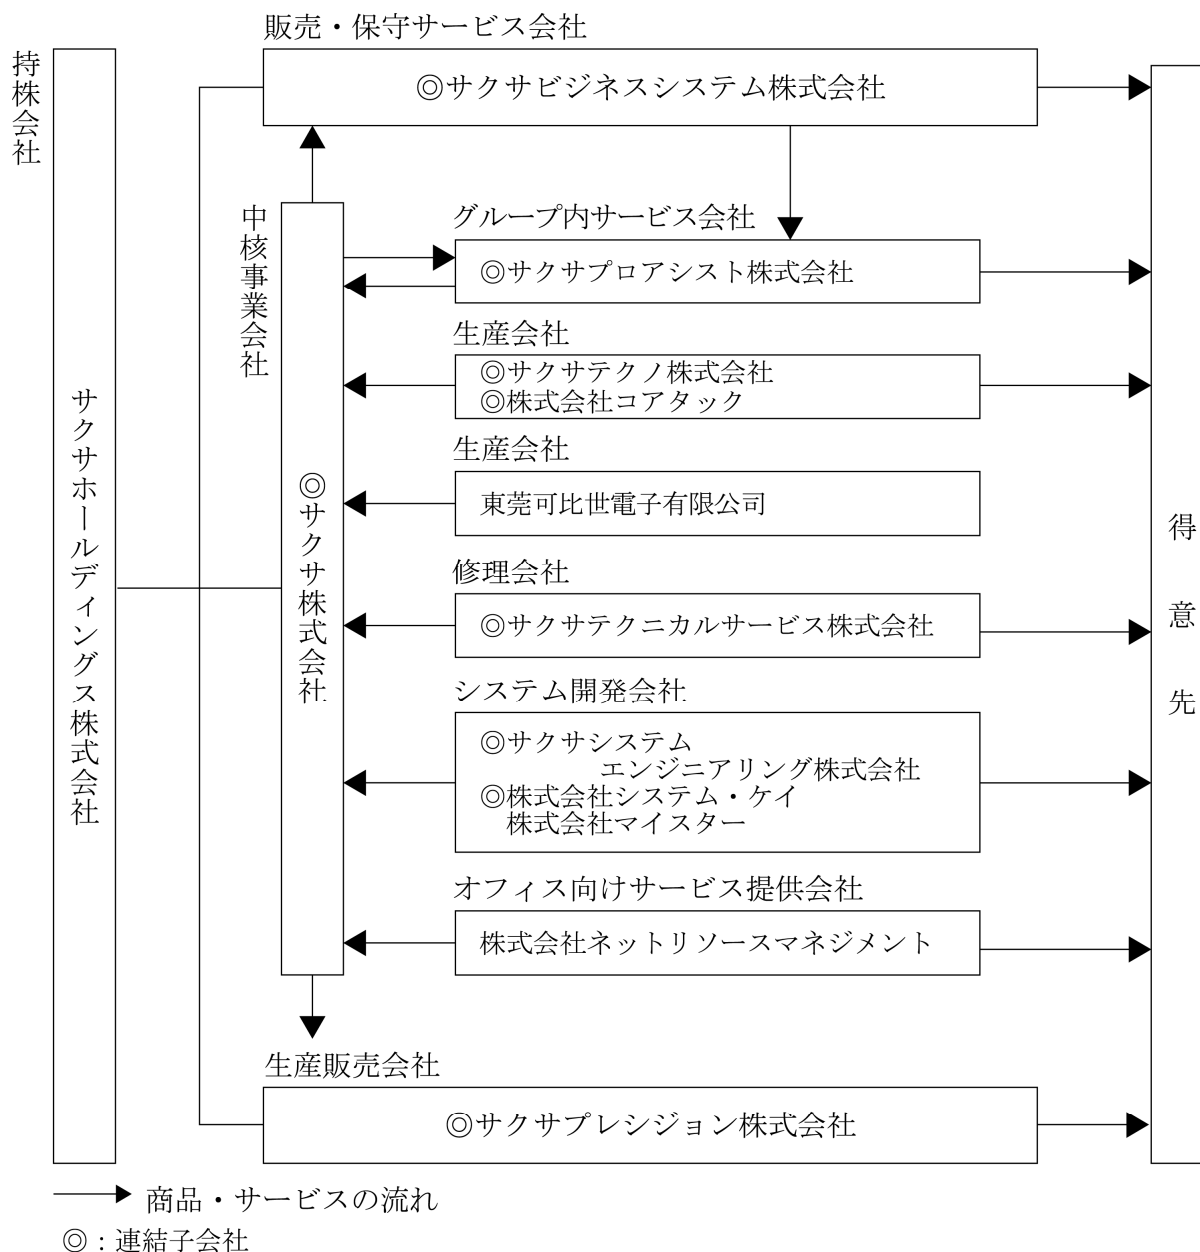 販売・保守サービス会社
持株会社
◎サクサビジネスシステム株式会社
中核事業会社
グループ内サービス会社
◎サクサプロアシスト株式会社
生産会社
◎サクサテクノ株式会社
◎株式会社コアタック
サクサホールディングス株式会社
生産会社
◎サクサ株式会社
東莞可比世電子有限公司
得意先
修理会社
◎サクサテクニカルサービス株式会社
システム開発会社
◎サクサシステム
エンジニアリング株式会社
◎株式会社システム・ケイ
株式会社マイスター
オフィス向けサービス提供会社
株式会社ネットリソースマネジメント
生産販売会社
◎サクサプレシジョン株式会社
商品・サービスの流れ
◎：連結子会社